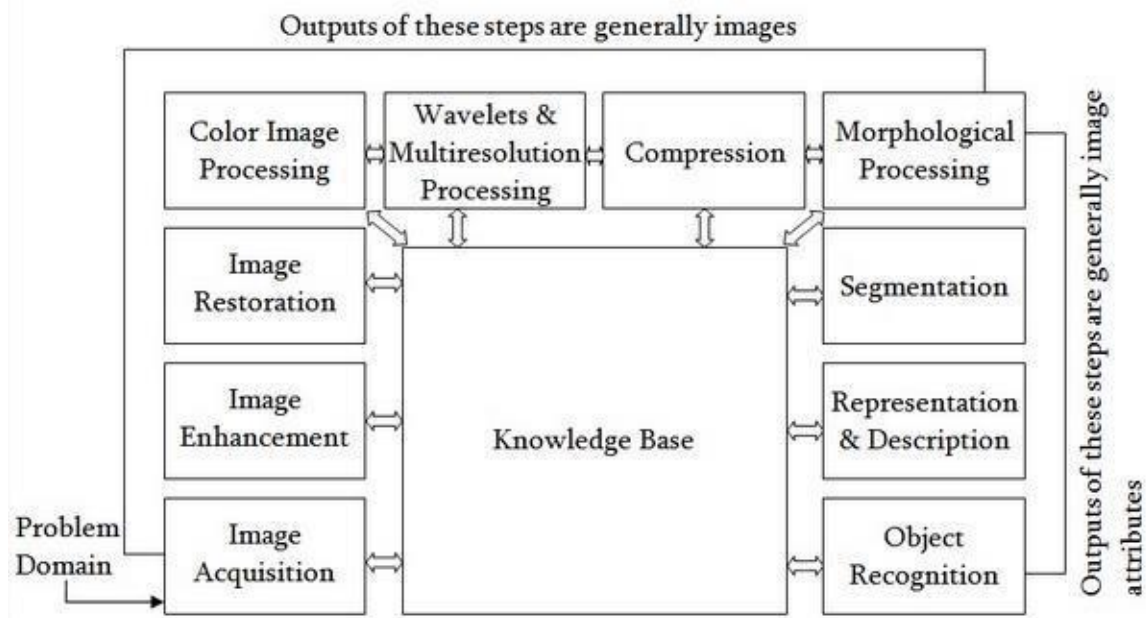 Outputs of these steps are generally images
Color Image
Processing
Wavelets &
Multiresolution
Processing
Compression
Morphological
Processing
Image
Restoration
Segmentation
Image
Enhancement
Knowledge Base
Representation
& Description
Problem
Domain
Image
Acquisition
Object
Recognition
Outputs of these steps are generally image
attributes